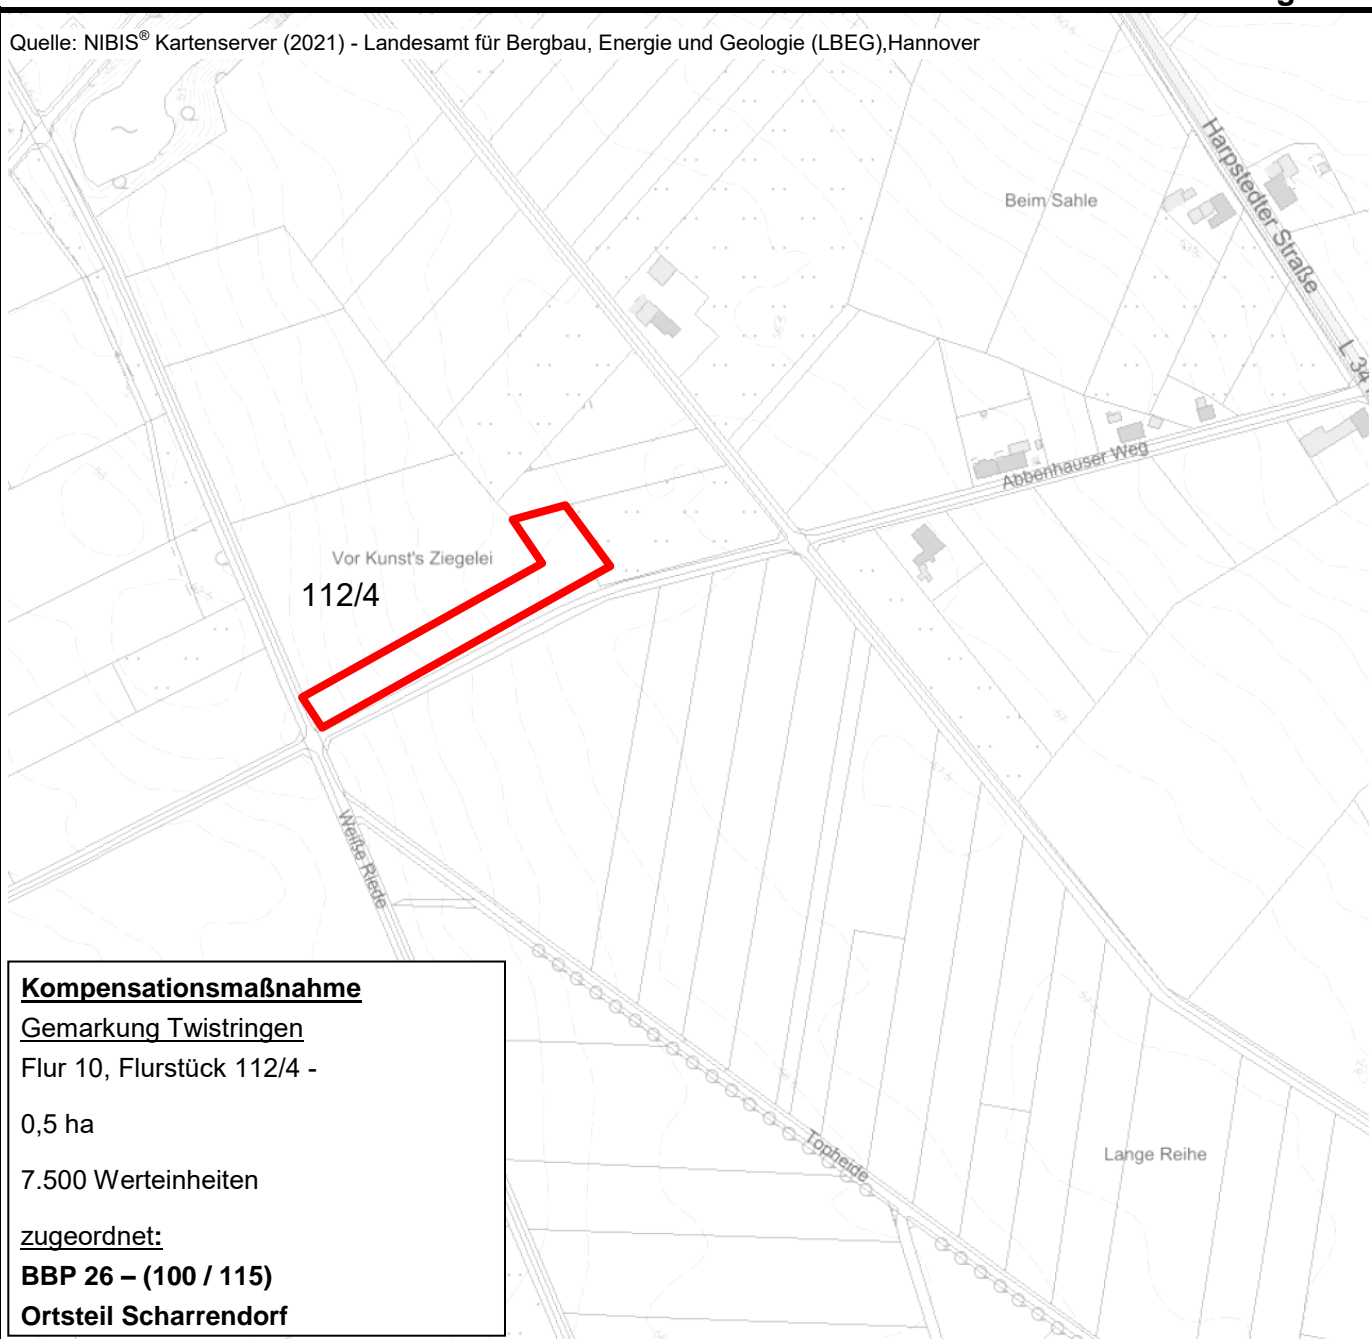 Quelle: NIBIS® Kartenserver (2021) - Landesamt für Bergbau, Energie und Geologie (LBEG),Hannover
Harpstedter Straße
Beim Sahle
L 34
Abbenhauser Weg
Vor Kunst's Ziegelei
112/4
Weiße Riede
Topheide
Lange Reihe
Kompensationsmaßnahme
Gemarkung Twistringen
Flur 10, Flurstück 112/4 -
0,5 ha
7.500 Werteinheiten
zugeordnet:
BBP 26 – (100 / 115)
Ortsteil Scharrendorf